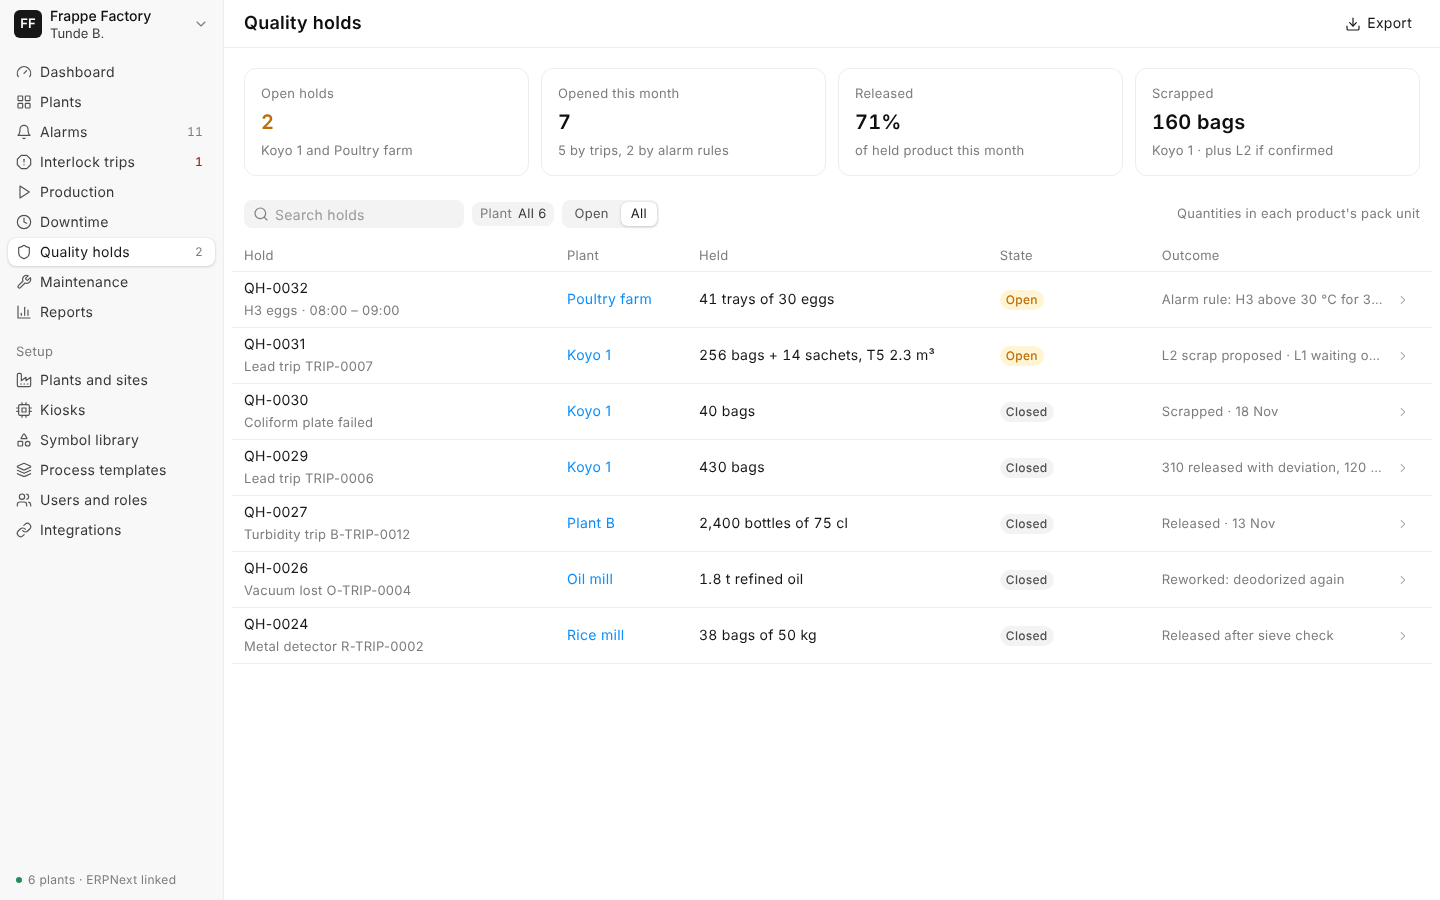 FF
Frappe Factory
Tunde B.
Dashboard
Plants
Alarms 11
Interlock trips 1
Production
Downtime
Quality holds 2
Maintenance
Reports
Setup
Plants and sites
Kiosks
Symbol library
Process templates
Users and roles
Integrations
6 plants · ERPNext linked
Quality holds
Export
Open holds
2
Koyo 1 and Poultry farm
Opened this month
7
5 by trips, 2 by alarm rules
Released
71%
of held product this month
Scrapped
160 bags
Koyo 1 · plus L2 if confirmed
Search holds
Plant All 6
Open All
Quantities in each product's pack unit
Hold Plant Held State Outcome
QH-0032
H3 eggs · 08:00 – 09:00
Poultry farm
41 trays of 30 eggs
Open
Alarm rule: H3 above 30 °C for 3...
QH-0031
Lead trip TRIP-0007
Koyo 1
256 bags + 14 sachets, T5 2.3 m³
Open
L2 scrap proposed · L1 waiting o...
QH-0030
Coliform plate failed
Koyo 1
40 bags
Closed
Scrapped · 18 Nov
QH-0029
Lead trip TRIP-0006
Koyo 1
430 bags
Closed
310 released with deviation, 120 ...
QH-0027
Turbidity trip B-TRIP-0012
Plant B
2,400 bottles of 75 cl
Closed
Released · 13 Nov
QH-0026
Vacuum lost O-TRIP-0004
Oil mill
1.8 t refined oil
Closed
Reworked: deodorized again
QH-0024
Metal detector R-TRIP-0002
Rice mill
38 bags of 50 kg
Closed
Released after sieve check